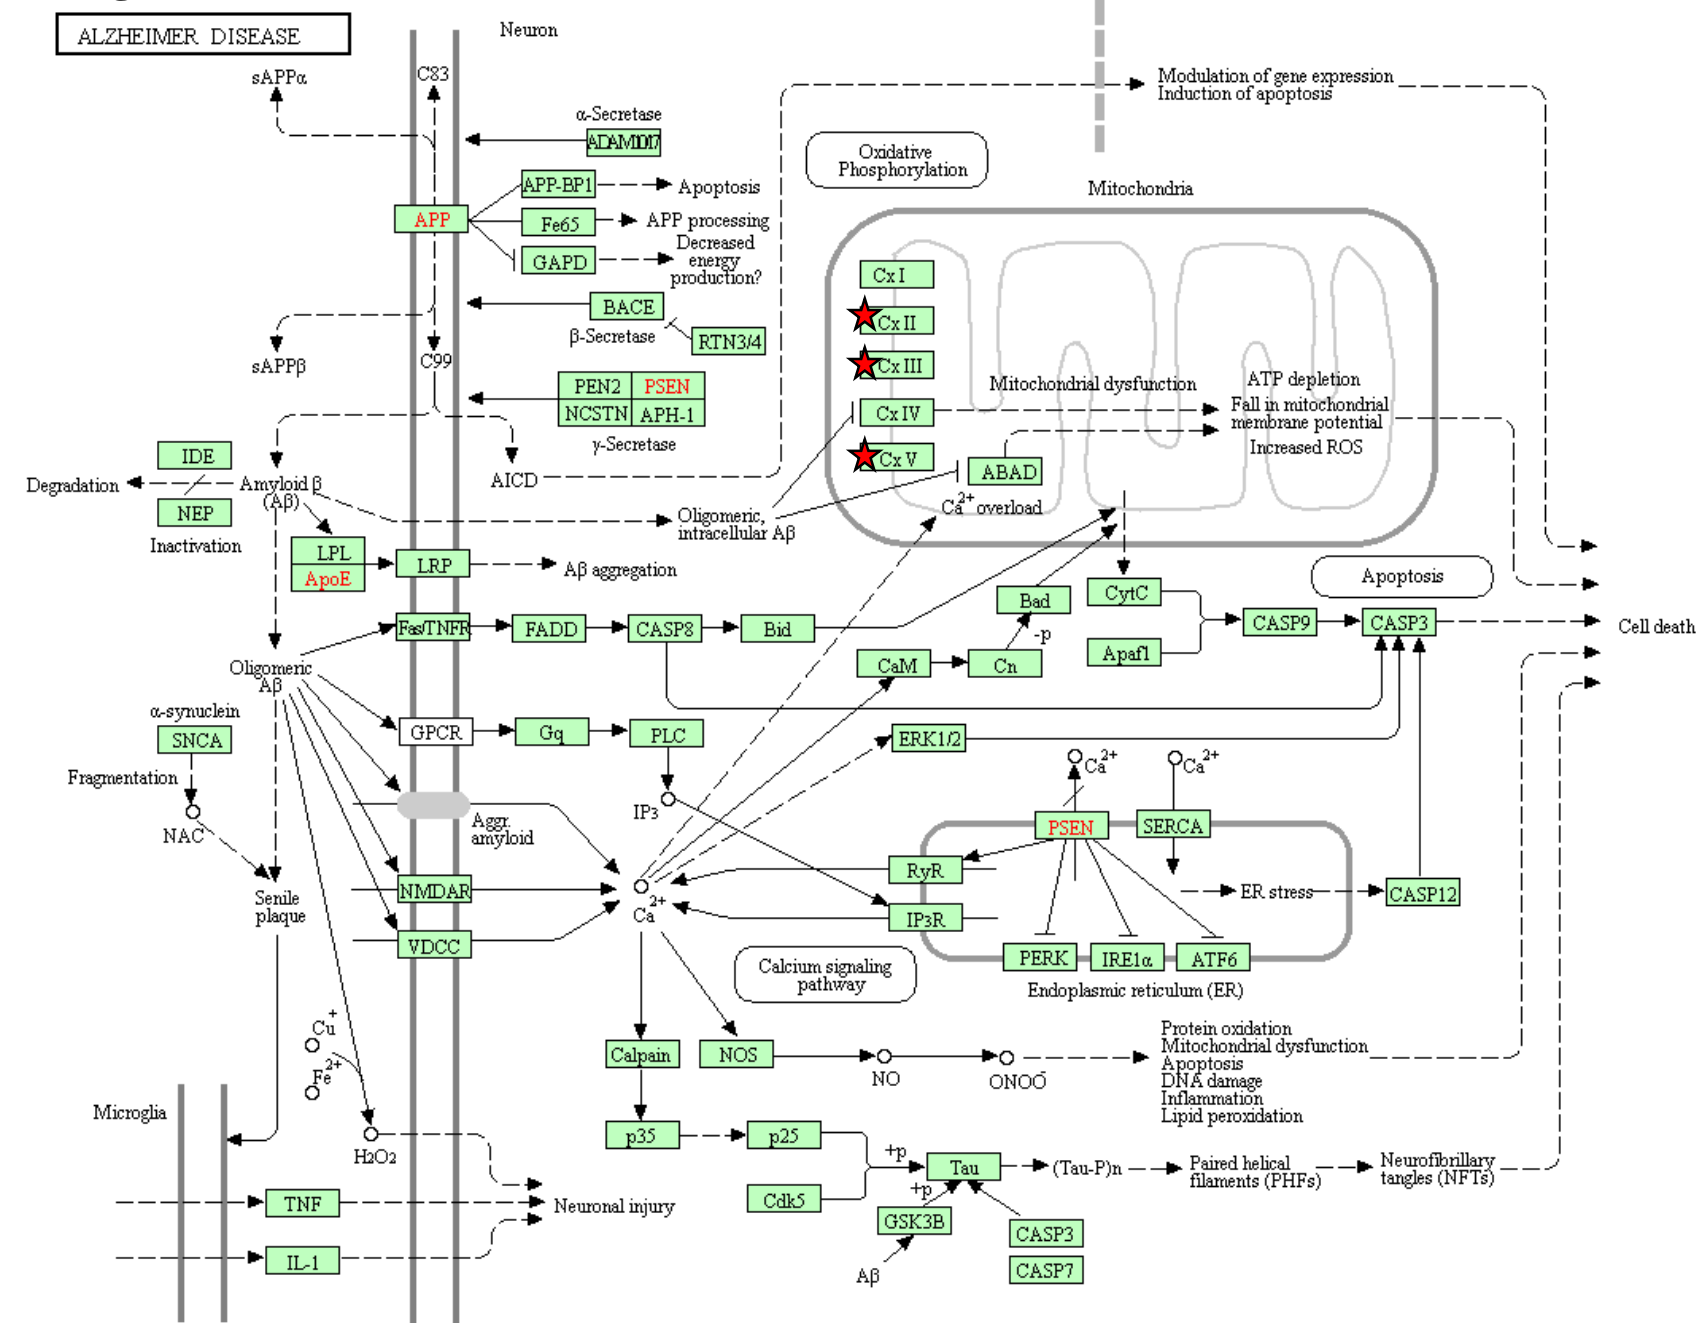 ALZHEIMER DISEASE
Neuron
sAPPα
C83
α-Secretase
ADAM10/17
Modulation of gene expression
Induction of apoptosis
Oxidative
Phosphorylation
Mitochondria
APP-BP1
Apoptosis
APP
Fe65
APP processing
GAPD
Decreased
energy
production?
BACE
β-Secretase
RTN3/4
sAPPβ
C99
PEN2
PSEN
NCSTN
APH-1
γ-Secretase
Cx I
Cx II
Cx III
Cx IV
Cx V
Mitochondrial dysfunction
ATP depletion
Fall in mitochondrial
membrane potential
Increased ROS
ABAD
Ca2+ overload
IDE
Degradation
Amyloid β
(Aβ)
NEP
Inactivation
AICD
Oligomeric,
intracellular Aβ
LPL
ApoE
LRP
Aβ aggregation
Fas/TNFR
FADD
CASP8
Bid
Bad
-p
CaM
Cn
CytC
Apaf1
Apoptosis
CASP9
CASP3
Cell death
Oligomeric
Aβ
α-synuclein
SNCA
Fragmentation
NAC
GPCR
Gq
PLC
IP3
ERK1/2
Ca2+
Ca2+
Aggr.
amyloid
PSEN
SERCA
RyR
IP3R
ER stress
CASP12
Senile
plaque
NMDAR
VDCC
Ca2+
PERK
IRE1α
ATF6
Endoplasmic reticulum (ER)
Calcium signaling
pathway
Cu+
Fe2+
H2O2
Microglia
Calpain
NOS
NO
ONOO-
Protein oxidation
Mitochondrial dysfunction
Apoptosis
DNA damage
Inflammation
Lipid peroxidation
p35
p25
Cdk5
+p
Tau
+p
(Tau-P)n
Paired helical
filaments (PHFs)
Neurofibrillary
tangles (NFTs)
TNF
IL-1
Neuronal injury
GSK3B
Aβ
CASP3
CASP7